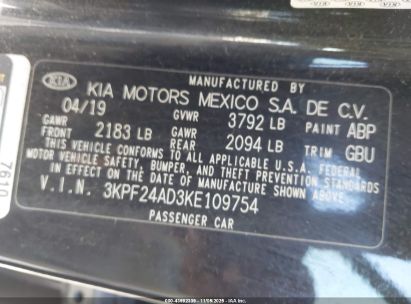 MANUFACTURED BY
KIA KIA MOTORS MEXICO S.A. DE C.V.
04/19 GVWR 3792 LB PAINT ABP
GAWR FRONT 2183 LB GAWR REAR 2094 LB TRIM GBU
THIS VEHICLE CONFORMS TO ALL APPLICABLE U.S.A. FEDERAL
MOTOR VEHICLE SAFETY, BUMPER, AND THEFT PREVENTION STANDARDS
IN EFFECT ON THE DATE OF MANUFACTURE SHOWN ABOVE.
V.I.N. 3KPF24AD3KE109754
PASSENGER CAR
7610